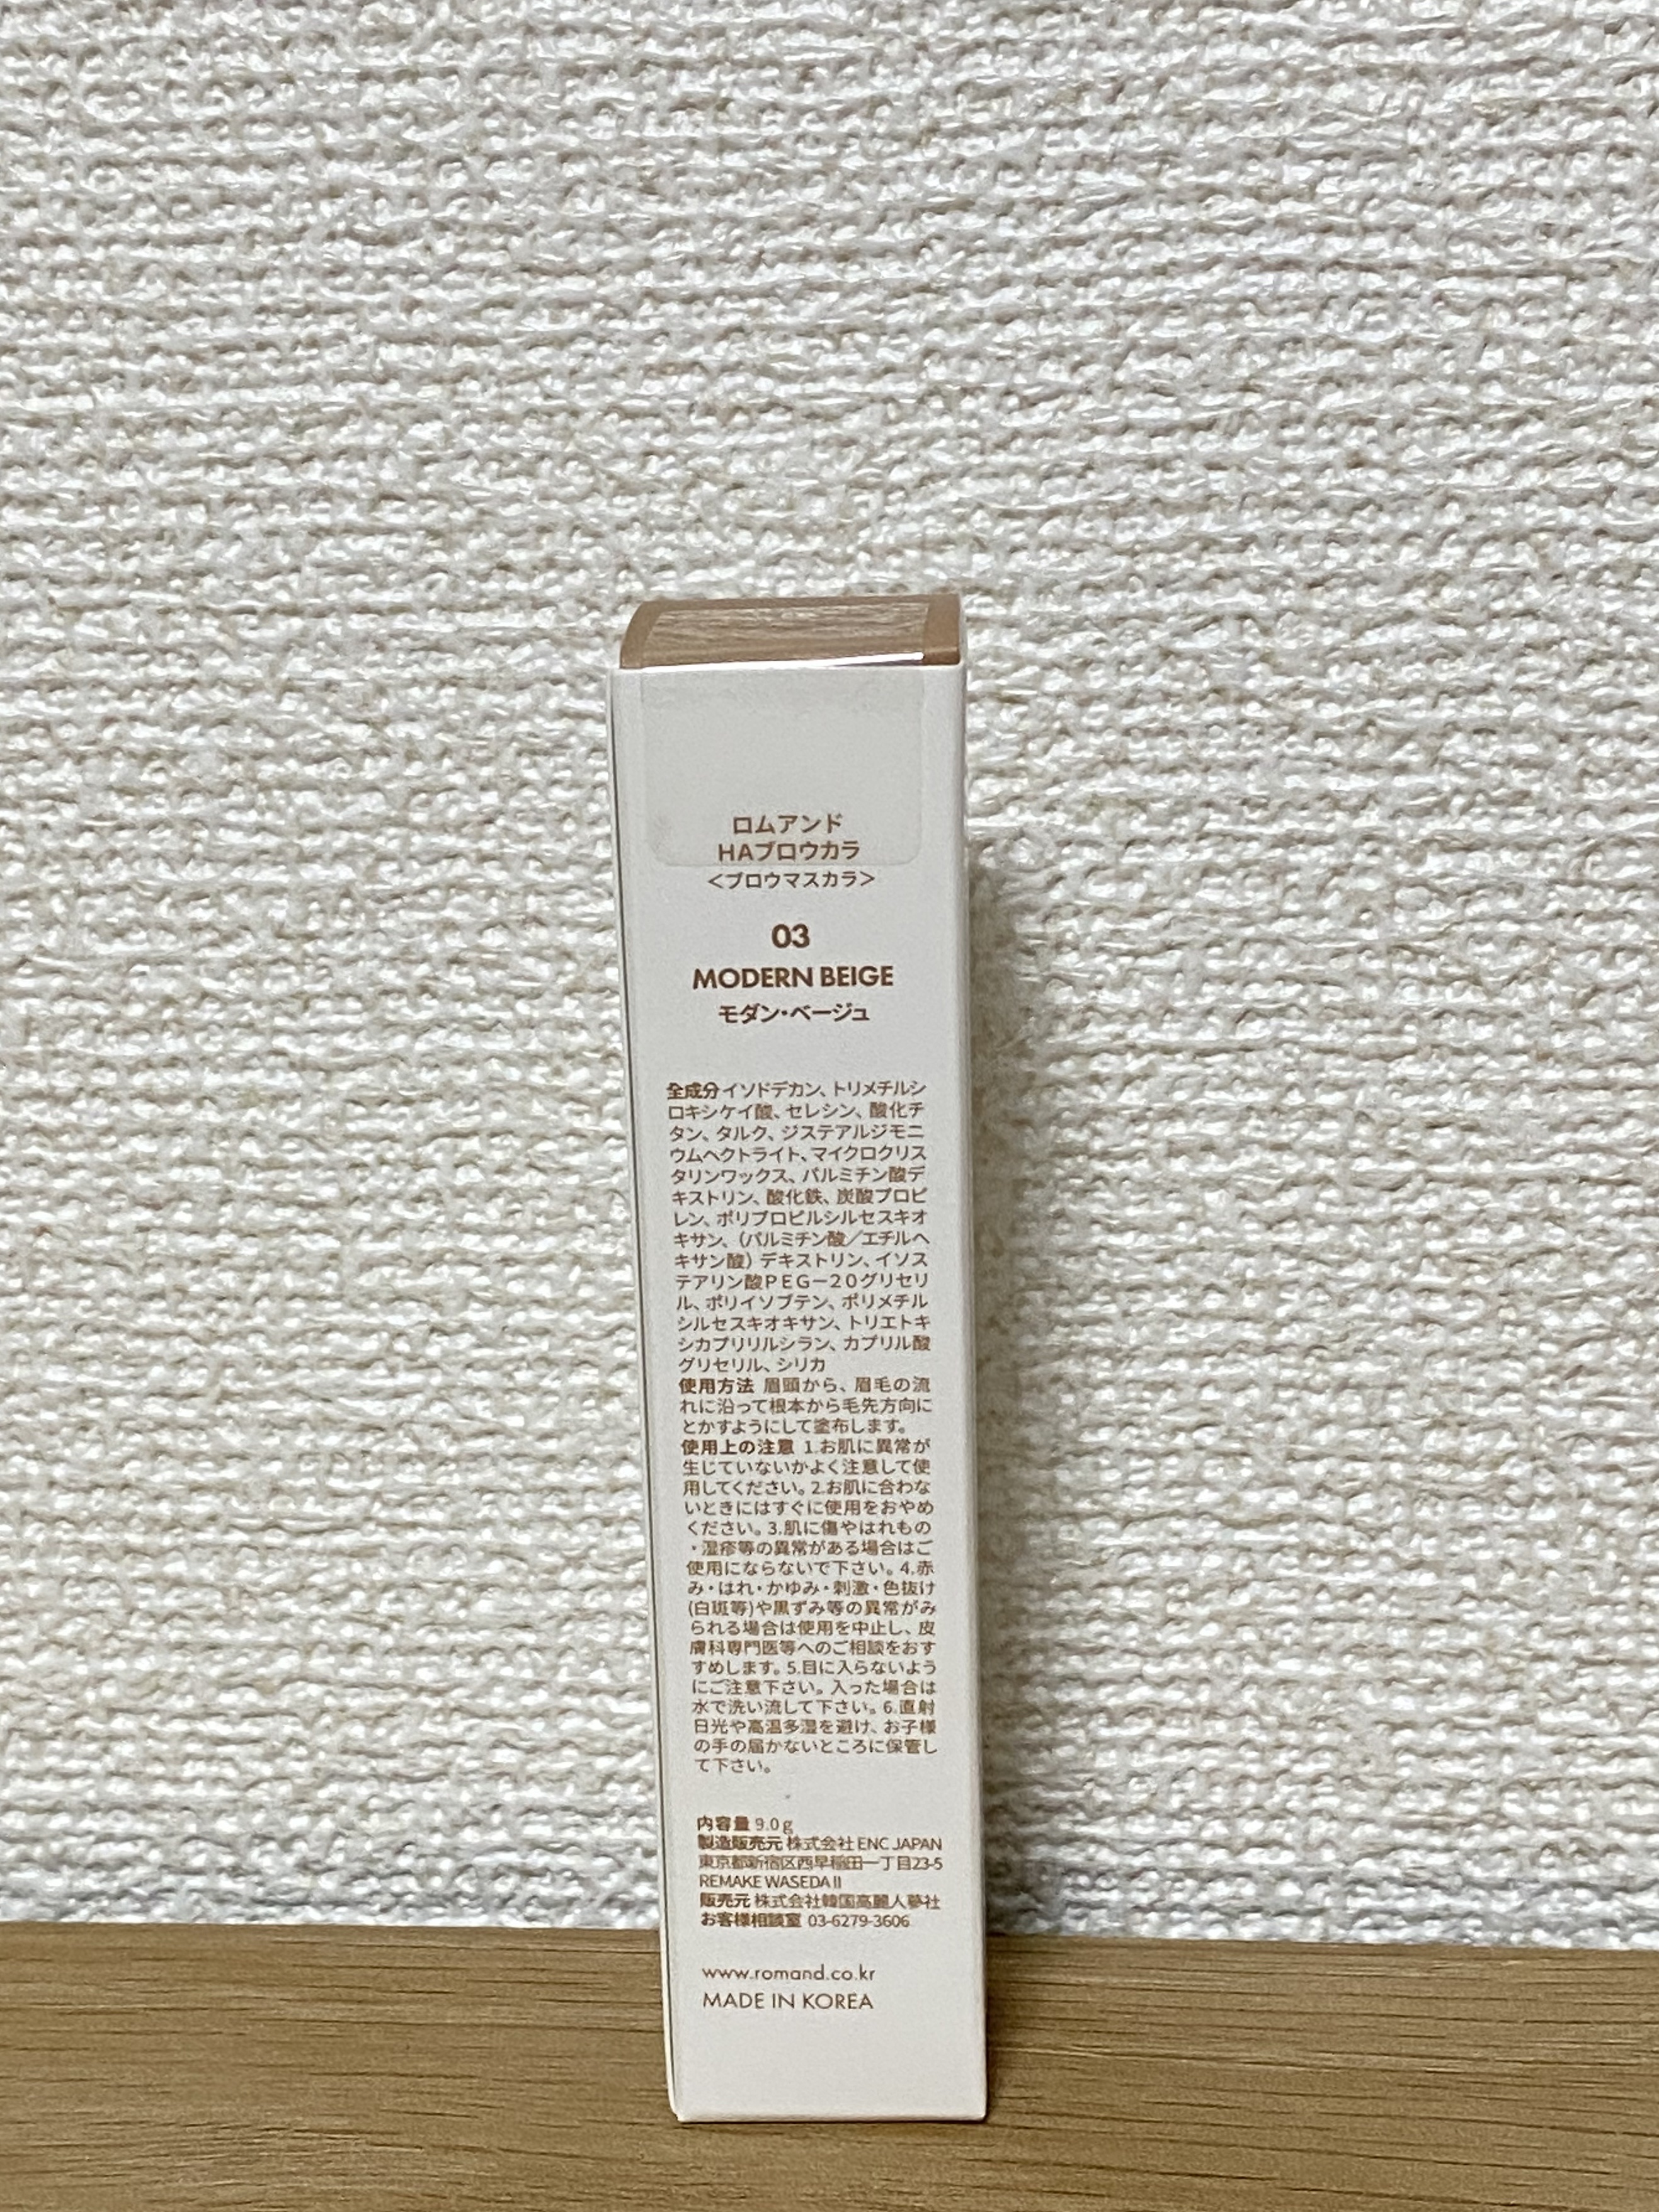 ロムアンド
HAブロウカラ
＜ブロウマスカラ＞
03
MODERN BEIGE
モダン・ベージュ
全成分 イソドデカン、トリメチルシ
ロキシケイ酸、セレシン、酸化チ
タン、タルク、ジステアルジモニ
ウムヘクトライト、マイクロクリス
タリンワックス、パルミチン酸デ
キストリン、酸化鉄、炭酸プロピ
レン、ポリプロピルシルセスキオ
キサン、（パルミチン酸／エチルヘ
キサン酸）デキストリン、イソス
テアリン酸PEG－20グリセリ
ル、ポリイソブテン、ポリメチル
シルセスキオキサン、トリエトキ
シカプリリルシラン、カプリル酸
グリセリル、シリカ
使用方法 眉頭から、眉毛の流
れに沿って根本から毛先方向に
とかすようにして塗布します。
使用上の注意 1.お肌に異常が
生じていないかよく注意して使
用してください。2.お肌に合わな
いときにはすぐに使用をおやめ
ください。3.肌に傷やはれもの
・湿疹等の異常がある場合はご
使用にならないで下さい。4.赤
み・はれ・かゆみ・刺激・色抜け
(白斑等)や黒ずみ等の異常がみ
られる場合は使用を中止し、皮
膚科専門医等へのご相談をおす
すめします。5.目に入らないよう
にご注意下さい。入った場合は
水で洗い流して下さい。6.直射
日光や高温多湿を避け、お子様
の手の届かないところに保管し
て下さい。
内容量 9.0g
製造販売元 株式会社 ENC JAPAN
東京都新宿区西早稲田一丁目23-5
REMAKE WASEDA II
販売元 株式会社韓国高麗人蔘社
お客様相談室 03-6279-3606
www.romand.co.kr
MADE IN KOREA